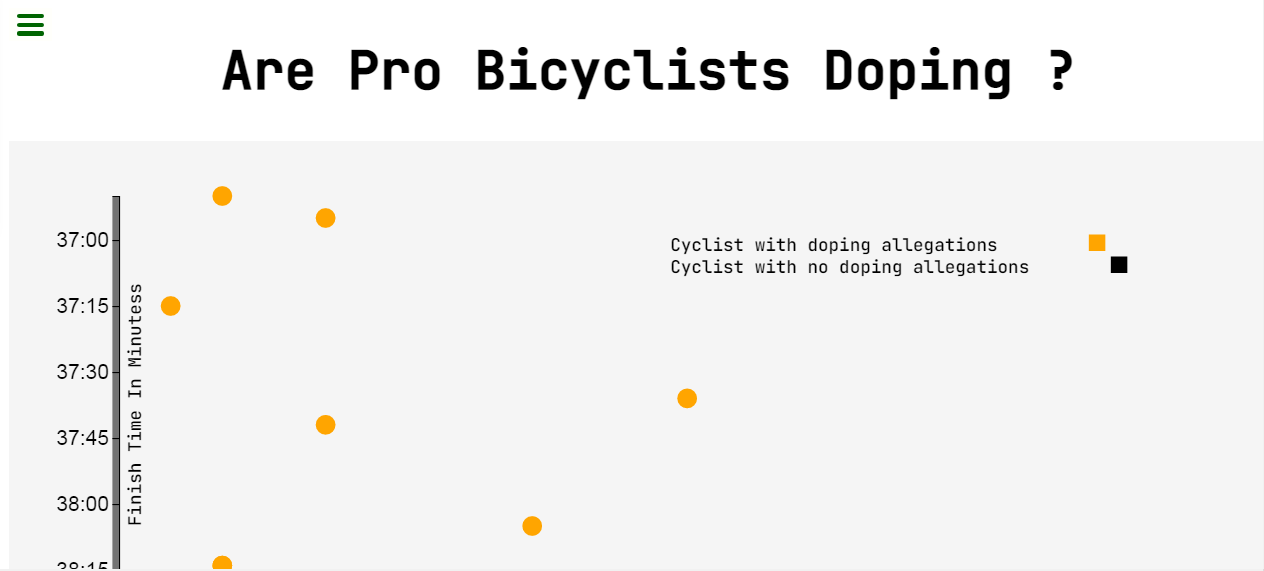 Are Pro Bicyclists Doping ?
Cyclist with doping allegations
Cyclist with no doping allegations
Finish Time In Minutess
37:00
37:15
37:30
37:45
38:00
38:15